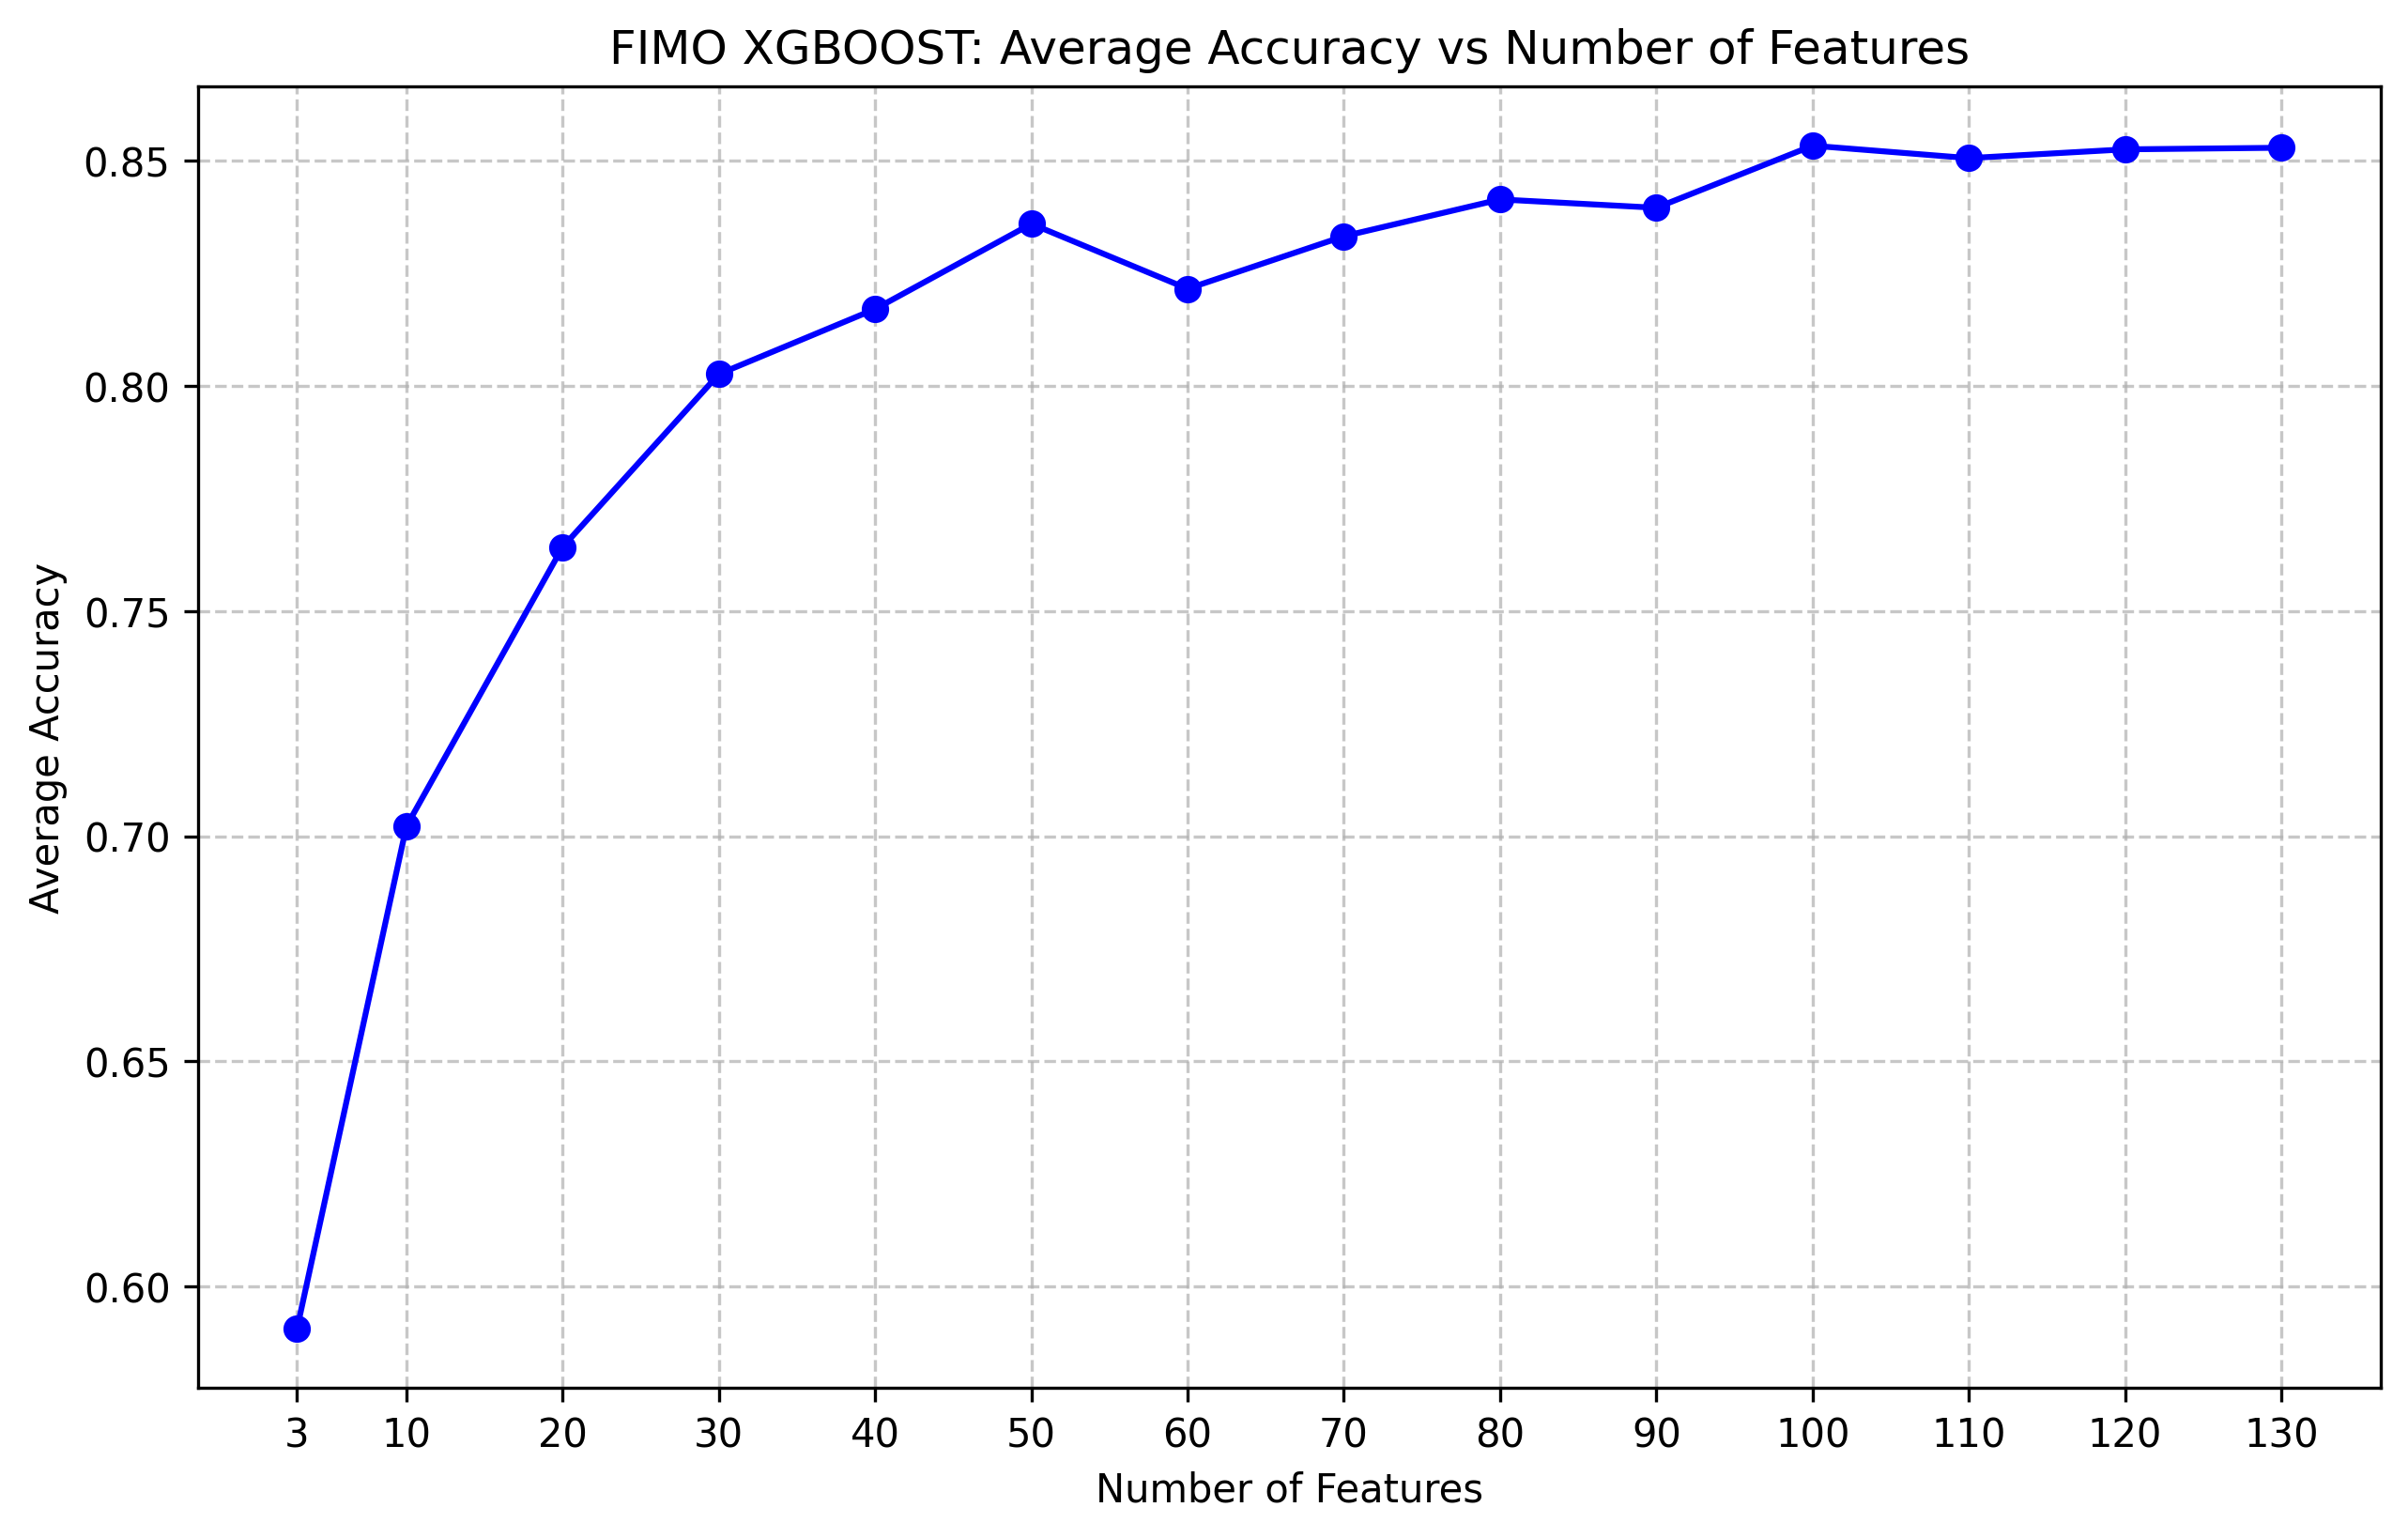 FIMO XGBOOST: Average Accuracy vs Number of Features
Average Accuracy
0.85
0.80
0.75
0.70
0.65
0.60
3 10 20 30 40 50 60 70 80 90 100 110 120 130
Number of Features